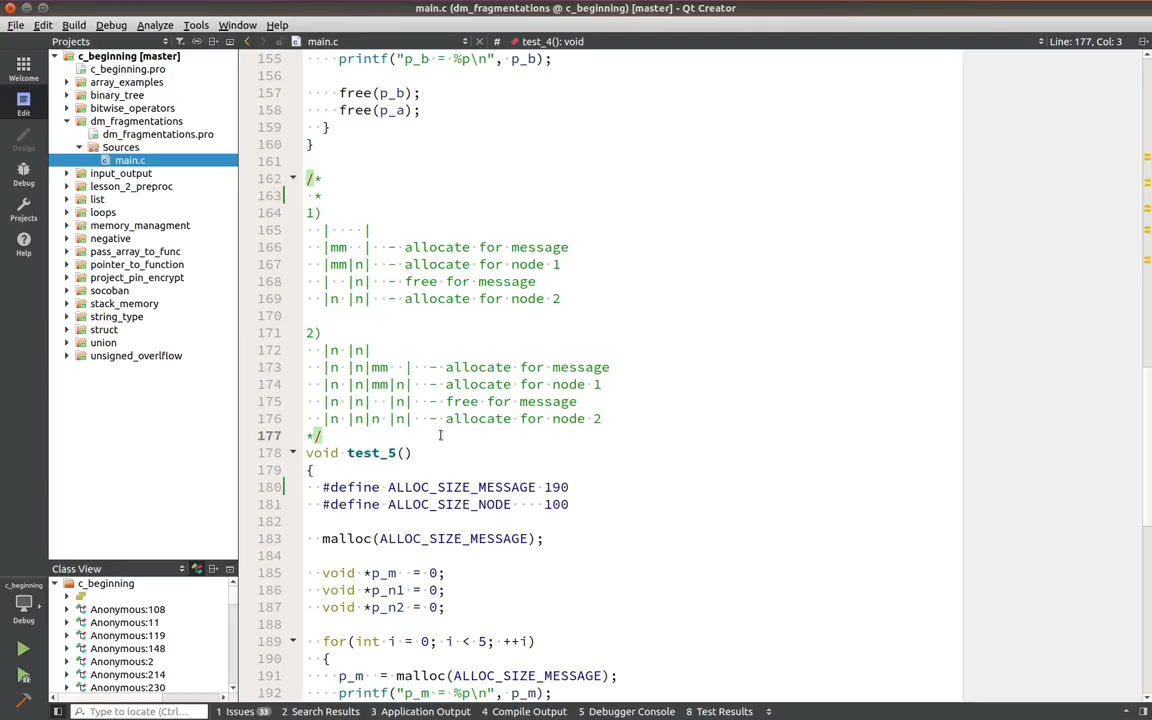 main.c (dm_fragmentations @ c_beginning) [master] - Qt Creator
File Edit Build Debug Analyze Tools Window Help
Projects main.c # test_4(): void Line: 177, Col: 3
Welcome
Edit
Design
Debug
Projects
Help
c_beginning
Debug
c_beginning [master]
c_beginning.pro
array_examples
binary_tree
bitwise_operators
dm_fragmentations
dm_fragmentations.pro
Sources
main.c
input_output
lesson_2_preproc
list
loops
memory_managment
negative
pass_array_to_func
pointer_to_function
project_pin_encrypt
socoban
stack_memory
string_type
struct
union
unsigned_overlflow
Class View
c_beginning
Anonymous:108
Anonymous:11
Anonymous:119
Anonymous:148
Anonymous:2
Anonymous:214
Anonymous:230
155 printf("p_b = %p\n", p_b);
156
157 free(p_b);
158 free(p_a);
159 }
160 }
161
162 /*
163 *
164 1)
165 |    |
166 |mm  | - allocate for message
167 |mm|n| - allocate for node 1
168 |  |n| - free for message
169 |n |n| - allocate for node 2
170
171 2)
172 |n |n|
173 |n |n|mm  | - allocate for message
174 |n |n|mm|n| - allocate for node 1
175 |n |n|  |n| - free for message
176 |n |n|n |n| - allocate for node 2
177 */
178 void test_5()
179 {
180 #define ALLOC_SIZE_MESSAGE 190
181 #define ALLOC_SIZE_NODE    100
182
183 malloc(ALLOC_SIZE_MESSAGE);
184
185 void *p_m  = 0;
186 void *p_n1 = 0;
187 void *p_n2 = 0;
188
189 for(int i = 0; i < 5; ++i)
190 {
191 p_m = malloc(ALLOC_SIZE_MESSAGE);
192 printf("p_m = %p\n", p_m);
Type to locate (Ctrl... 1 Issues 33 2 Search Results 3 Application Output 4 Compile Output 5 Debugger Console 8 Test Results